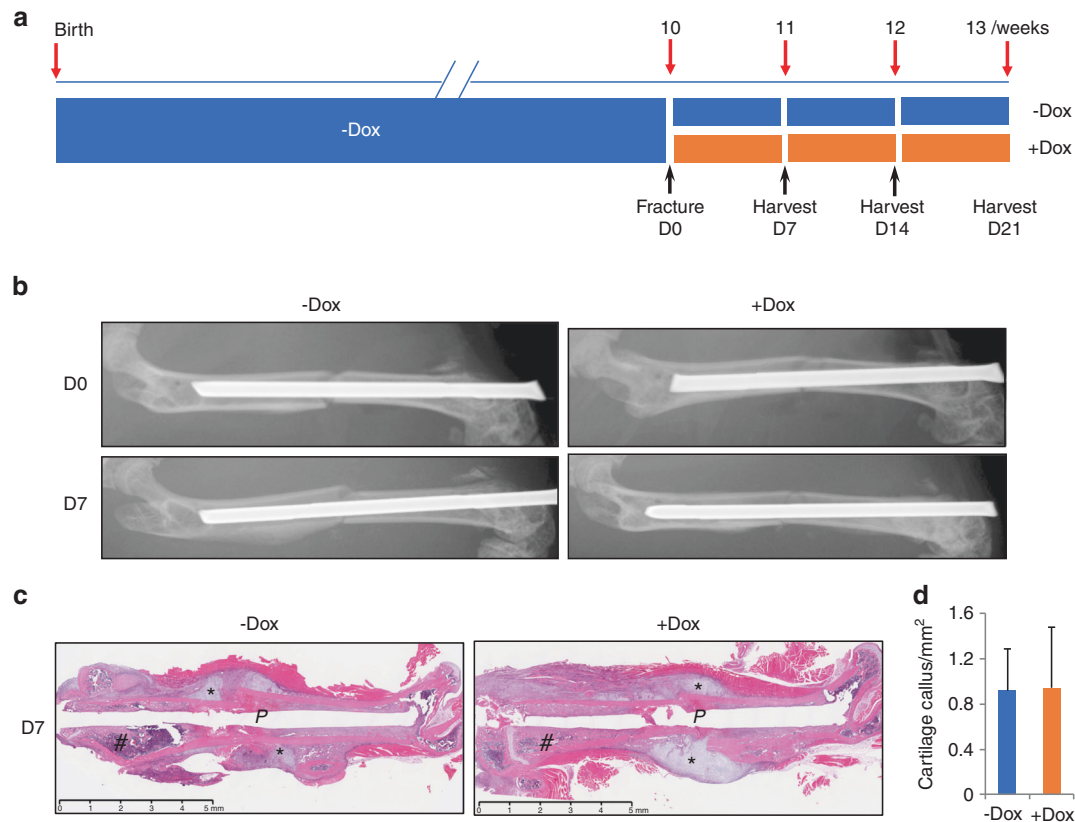 a
Birth
10
11
12
13 /weeks
-Dox
-Dox
+Dox
Fracture
D0
Harvest
D7
Harvest
D14
Harvest
D21
b
-Dox
+Dox
D0
D7
c
-Dox
+Dox
D7
*
P
#
*
0 1 2 3 4 5 mm
*
P
#
*
0 1 2 3 4 5 mm
d
Cartilage callus/mm²
1.6
1.2
0.8
0.4
0
-Dox +Dox